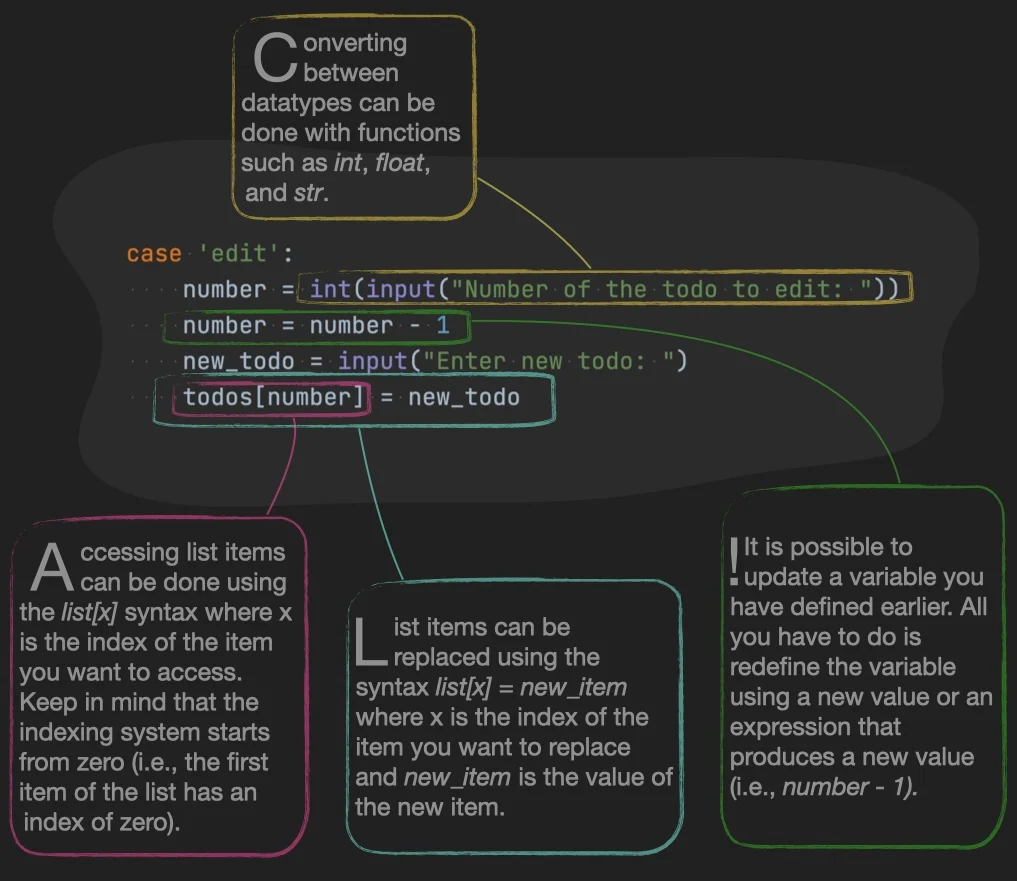 Converting
between
datatypes can be
done with functions
such as int, float,
and str.
case 'edit':
number = int(input("Number of the todo to edit: "))
number = number - 1
new_todo = input("Enter new todo: ")
todos[number] = new_todo
Accessing list items
can be done using
the list[x] syntax where x
is the index of the item
you want to access.
Keep in mind that the
indexing system starts
from zero (i.e., the first
item of the list has an
index of zero).
List items can be
replaced using the
syntax list[x] = new_item
where x is the index of the
item you want to replace
and new_item is the value of
the new item.
!It is possible to
update a variable you
have defined earlier. All
you have to do is
redefine the variable
using a new value or an
expression that
produces a new value
(i.e., number - 1).